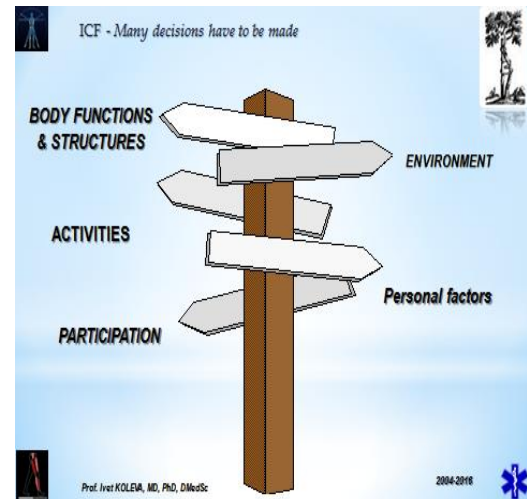 ICF - Many decisions have to be made
BODY FUNCTIONS
& STRUCTURES
ENVIRONMENT
ACTIVITIES
Personal factors
PARTICIPATION
Prof. Ivet KOLEVA, MD, PhD, DMedSc
2004-2016